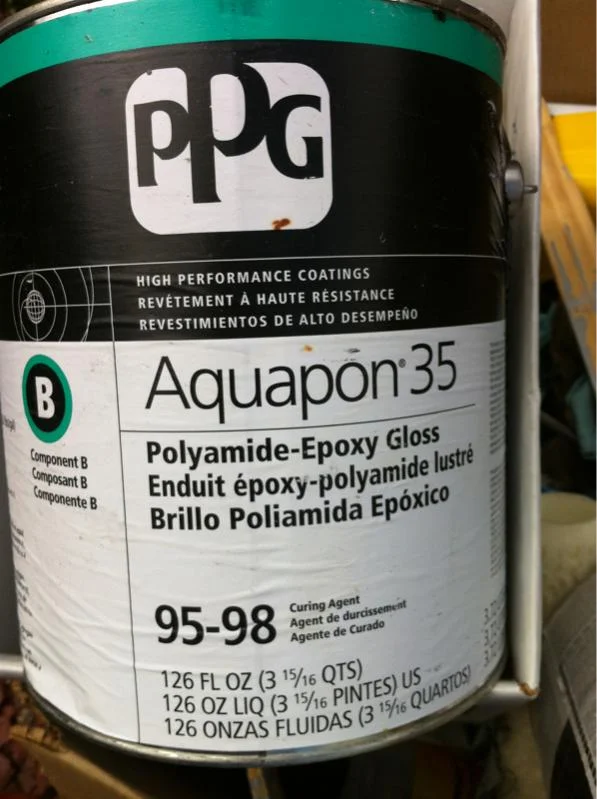 PPG
HIGH PERFORMANCE COATINGS
REVÊTEMENT À HAUTE RÉSISTANCE
REVESTIMIENTOS DE ALTO DESEMPEÑO
B
Component B
Composant B
Componente B
Aquapon® 35
Polyamide-Epoxy Gloss
Enduit époxy-polyamide lustré
Brillo Poliamida Epóxico
95-98
Curing Agent
Agent de durcissement
Agente de Curado
126 FL OZ (3 15/16 QTS)
126 OZ LIQ (3 15/16 PINTES) US
126 ONZAS FLUIDAS (3 15/16 QUARTOS)